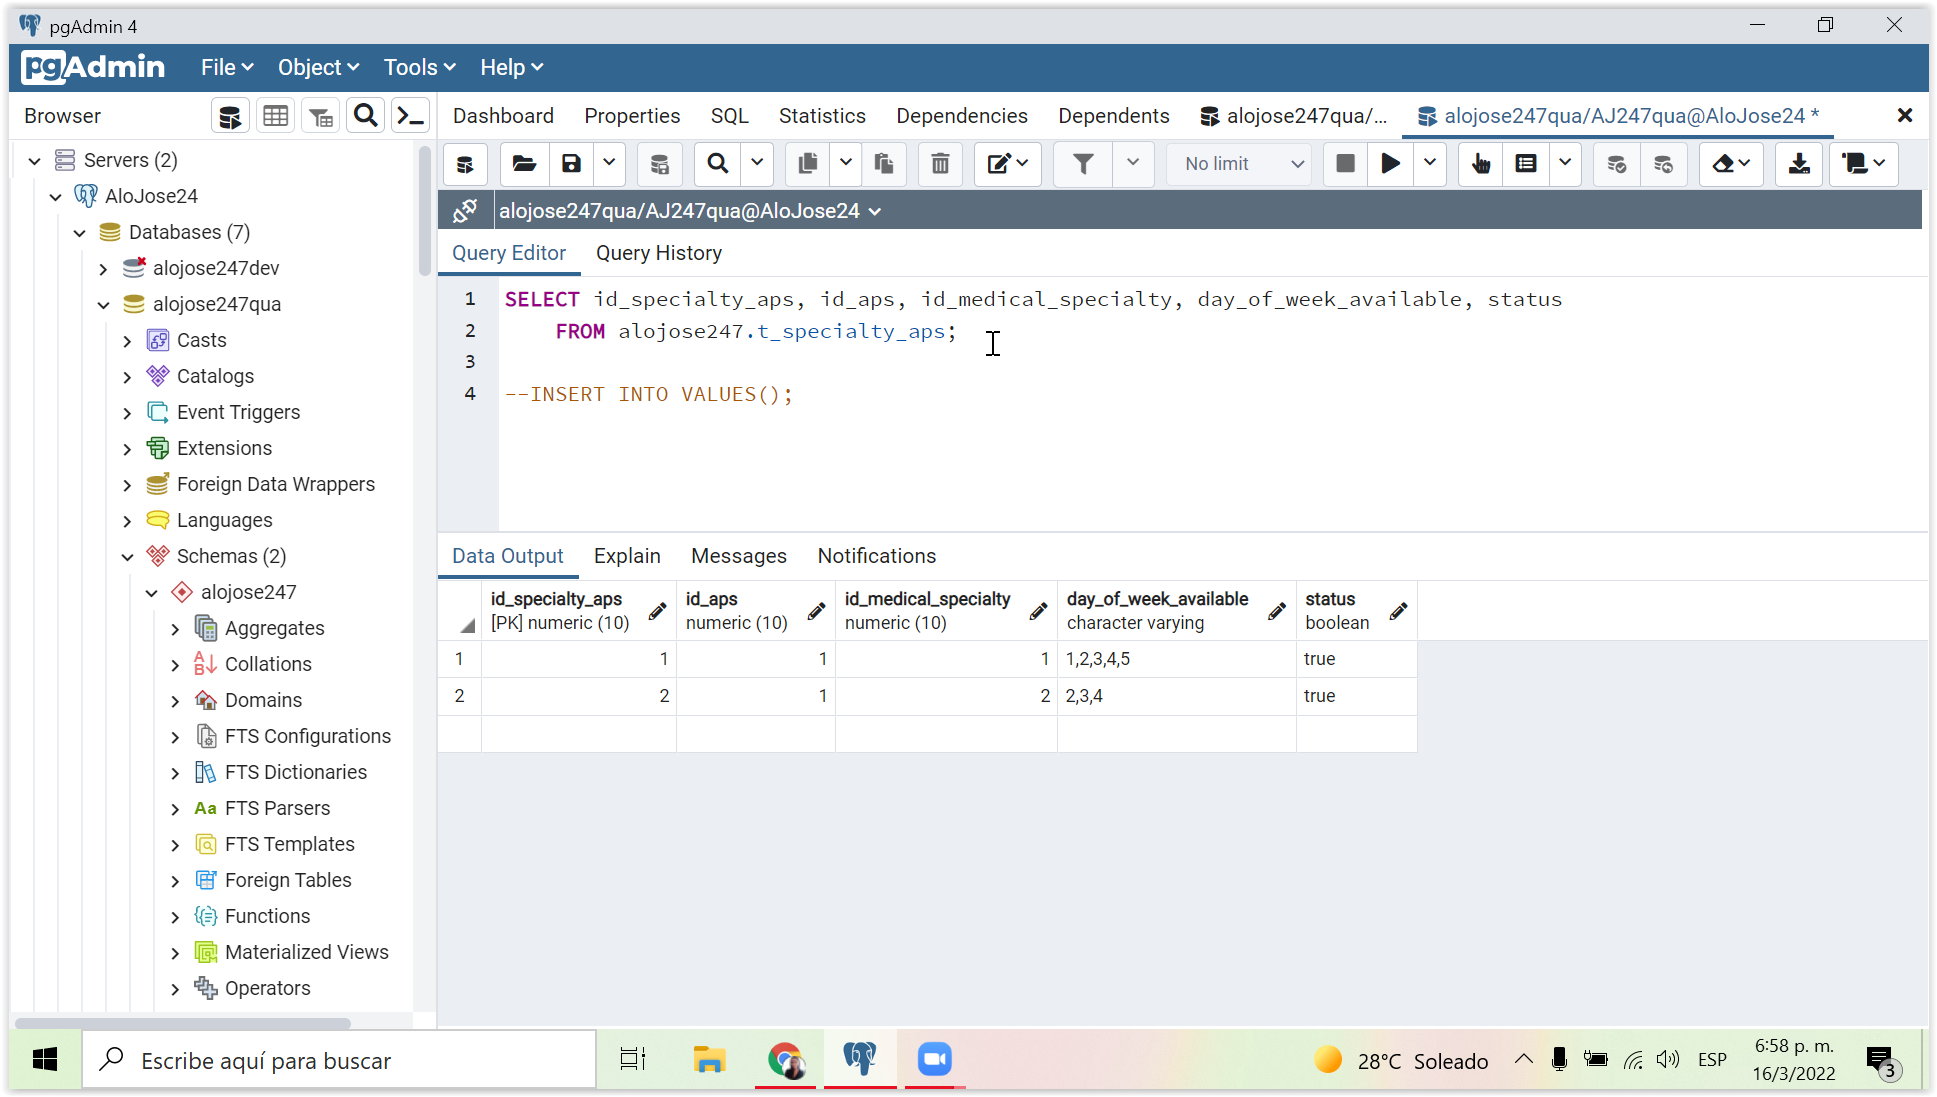 pgAdmin 4
pgAdmin File Object Tools Help
Browser
Dashboard Properties SQL Statistics Dependencies Dependents alojose247qua/... alojose247qua/AJ247qua@AloJose24 *
No limit
alojose247qua/AJ247qua@AloJose24
Query Editor Query History
1 SELECT id_specialty_aps, id_aps, id_medical_specialty, day_of_week_available, status
2 FROM alojose247.t_specialty_aps;
3
4 --INSERT INTO VALUES();
Servers (2)
AloJose24
Databases (7)
alojose247dev
alojose247qua
Casts
Catalogs
Event Triggers
Extensions
Foreign Data Wrappers
Languages
Schemas (2)
alojose247
Aggregates
Collations
Domains
FTS Configurations
FTS Dictionaries
Aa FTS Parsers
FTS Templates
Foreign Tables
Functions
Materialized Views
Operators
Data Output Explain Messages Notifications
id_specialty_aps id_aps id_medical_specialty day_of_week_available status
[PK] numeric (10) numeric (10) numeric (10) character varying boolean
1 1 1 1 1,2,3,4,5 true
2 2 1 2 2,3,4 true
Escribe aquí para buscar
28°C Soleado
ESP
6:58 p. m.
16/3/2022
3